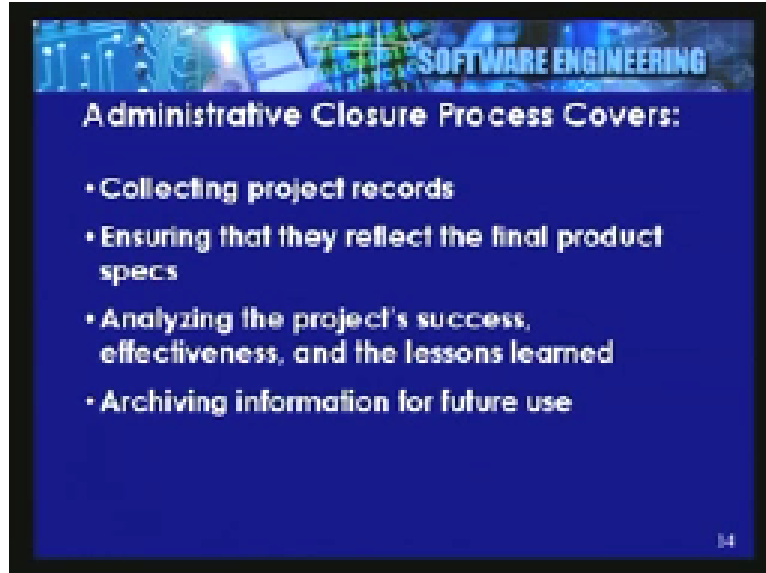 SOFTWARE ENGINEERING
Administrative Closure Process Covers:
• Collecting project records
• Ensuring that they reflect the final product
specs
• Analyzing the project's success,
effectiveness, and the lessons learned
• Archiving information for future use
14